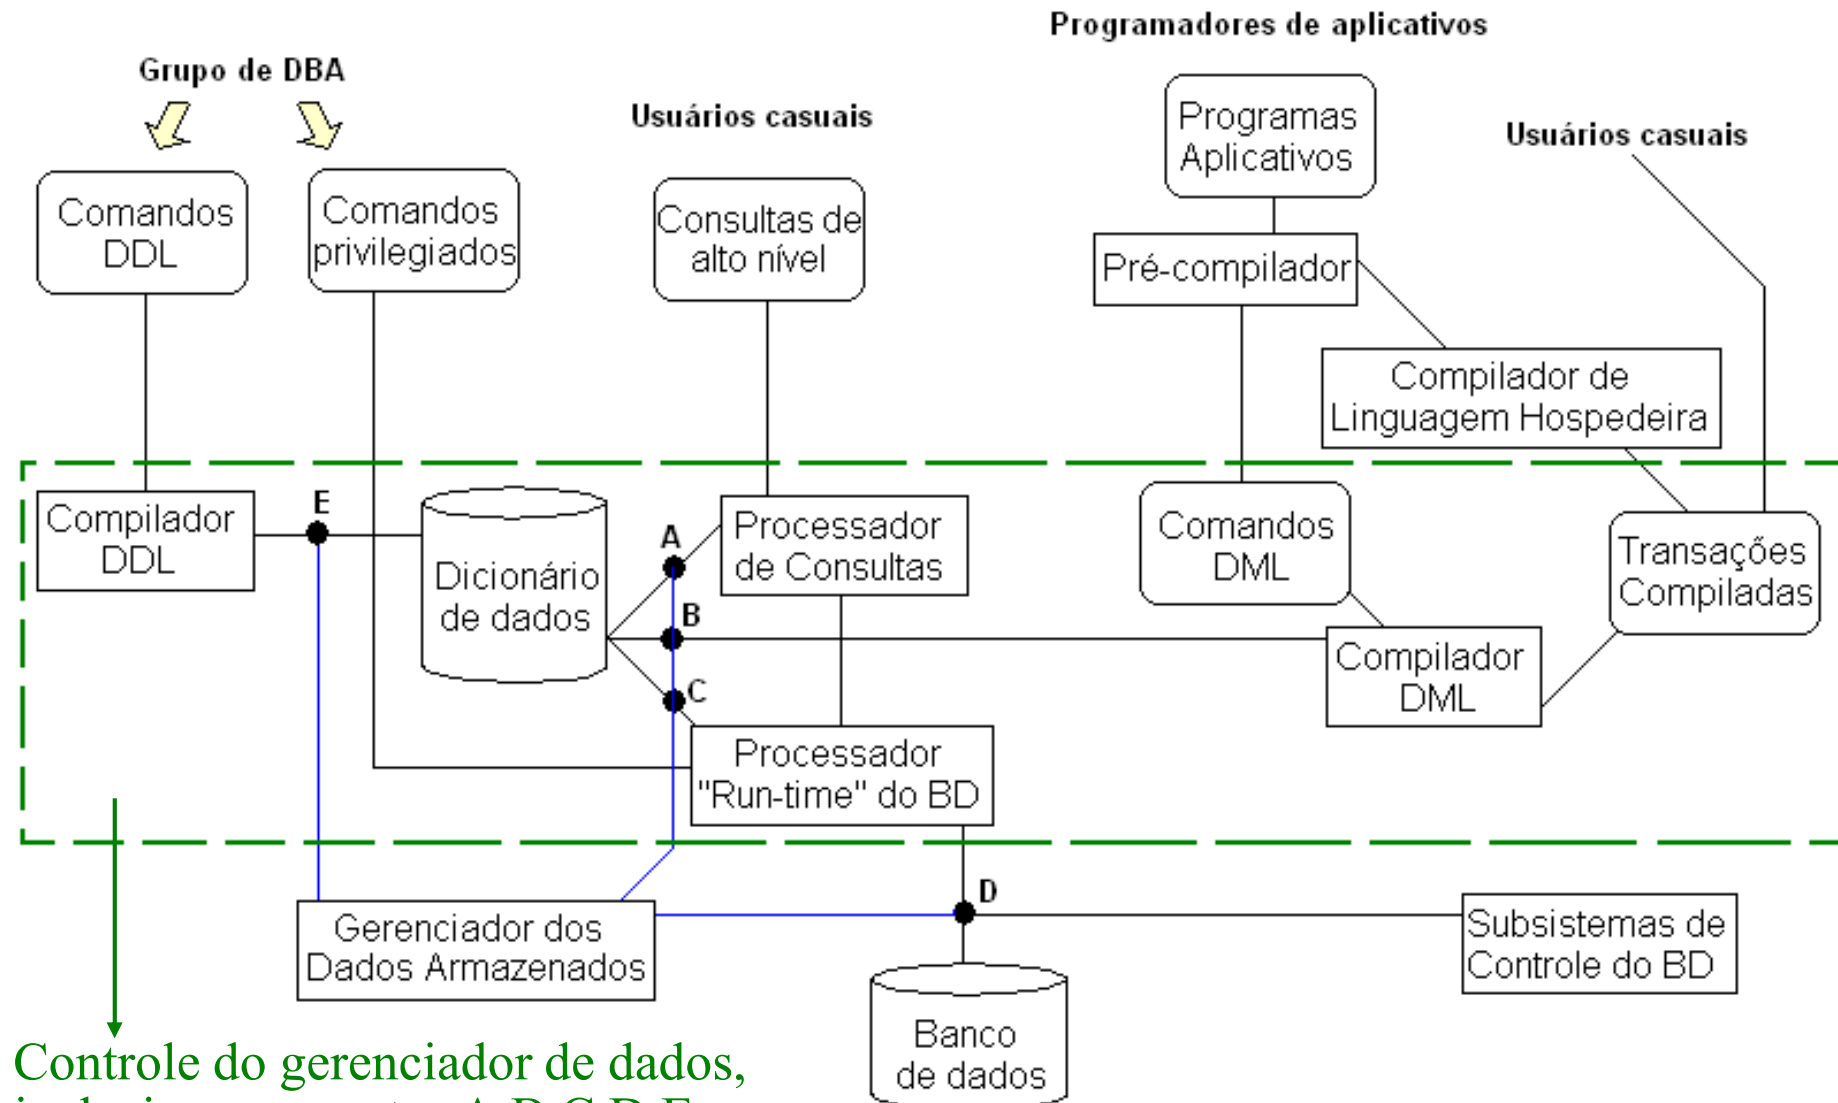 Programadores de aplicativos
Grupo de DBA
Usuários casuais
Usuários casuais
Programas
Aplicativos
Comandos
DDL
Comandos
privilegiados
Consultas de
alto nível
Pré-compilador
Compilador de
Linguagem Hospedeira
Compilador
DDL
E
Dicionário
de dados
A
B
C
Processador
de Consultas
Comandos
DML
Transações
Compiladas
Compilador
DML
Processador
"Run-time" do BD
D
Gerenciador dos
Dados Armazenados
Subsistemas de
Controle do BD
Banco
de dados
Controle do gerenciador de dados,
A,B,C,D,E